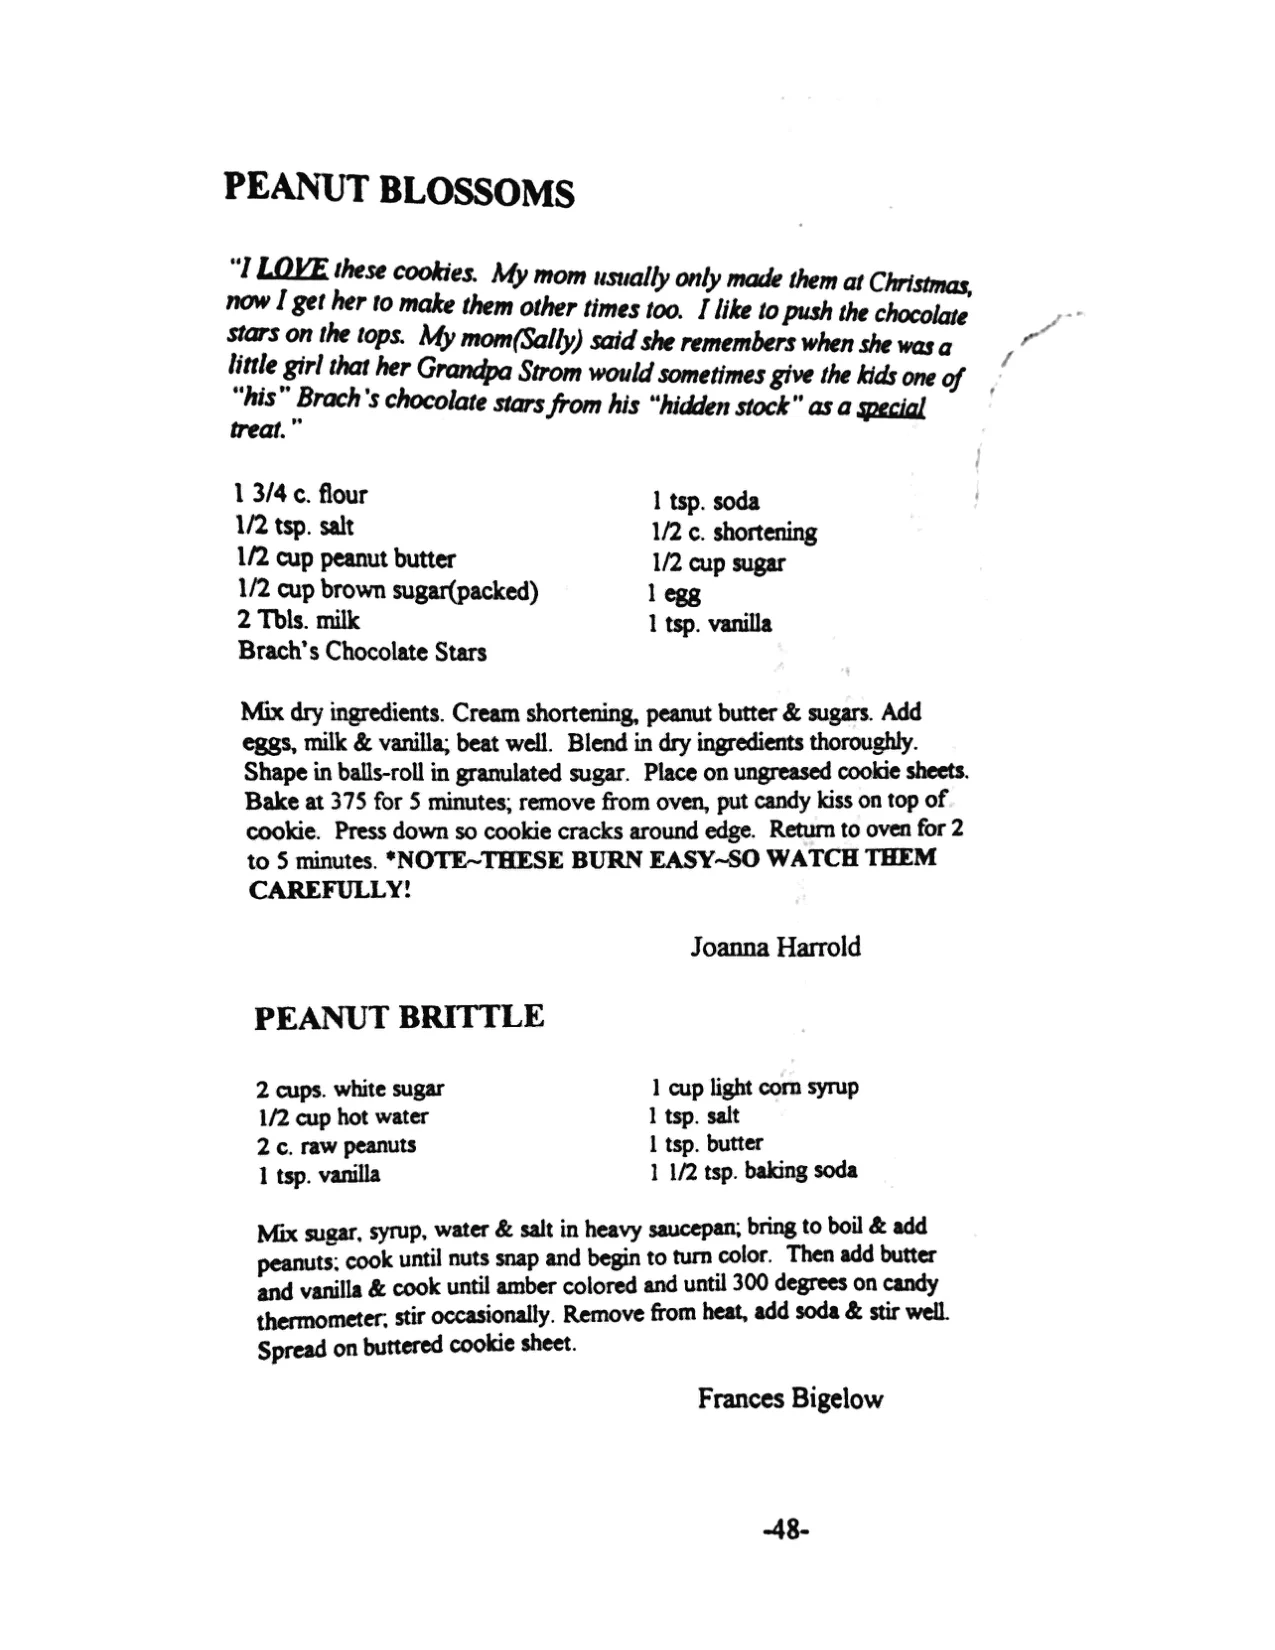 PEANUT BLOSSOMS
"I LOVE these cookies. My mom usually only made them at Christmas,
now I get her to make them other times too. I like to push the chocolate
stars on the tops. My mom(Sally) said she remembers when she was a
little girl that her Grandpa Strom would sometimes give the kids one of
"his" Brach's chocolate stars from his "hidden stock" as a special
treat."
1 3/4 c. flour
1/2 tsp. salt
1/2 cup peanut butter
1/2 cup brown sugar(packed)
2 Tbls. milk
Brach's Chocolate Stars
1 tsp. soda
1/2 c. shortening
1/2 cup sugar
1 egg
1 tsp. vanilla
Mix dry ingredients. Cream shortening, peanut butter & sugars. Add
eggs, milk & vanilla; beat well. Blend in dry ingredients thoroughly.
Shape in balls-roll in granulated sugar. Place on ungreased cookie sheets.
Bake at 375 for 5 minutes; remove from oven, put candy kiss on top of
cookie. Press down so cookie cracks around edge. Return to oven for 2
to 5 minutes. *NOTE~THESE BURN EASY~SO WATCH THEM
CAREFULLY!
Joanna Harrold
PEANUT BRITTLE
2 cups. white sugar
1/2 cup hot water
2 c. raw peanuts
1 tsp. vanilla
1 cup light corn syrup
1 tsp. salt
1 tsp. butter
1 1/2 tsp. baking soda
Mix sugar, syrup, water & salt in heavy saucepan; bring to boil & add
peanuts; cook until nuts snap and begin to turn color. Then add butter
and vanilla & cook until amber colored and until 300 degrees on candy
thermometer; stir occasionally. Remove from heat, add soda & stir well.
Spread on buttered cookie sheet.
Frances Bigelow
-48-